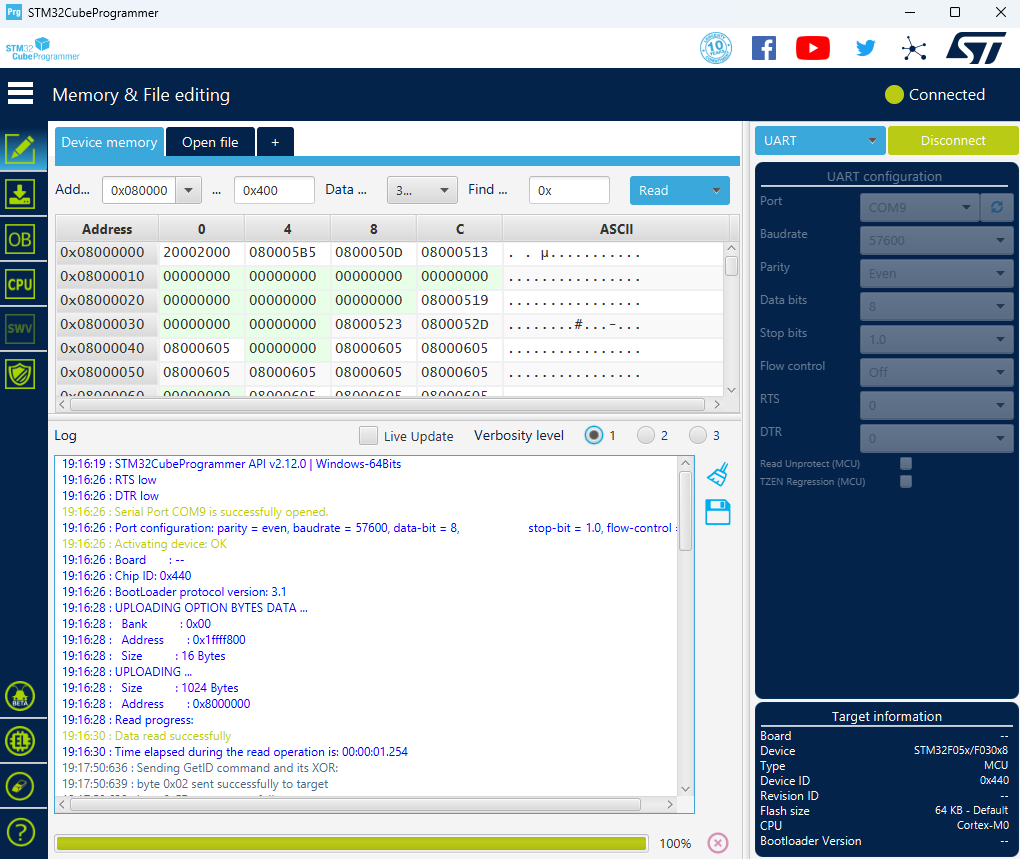 Prg STM32CubeProgrammer
STM32
CubeProgrammer
10
ST
Memory & File editing
Connected
Device memory Open file +
UART Disconnect
Add... 0x080000 ... 0x400 Data ... 3... Find ... 0x Read
Address 0 4 8 C ASCII
0x08000000 20002000 080005B5 0800050D 08000513 . . µ...........
0x08000010 00000000 00000000 00000000 00000000 ................
0x08000020 00000000 00000000 00000000 08000519 ................
0x08000030 00000000 00000000 08000523 0800052D ........#...-...
0x08000040 08000605 00000000 08000605 08000605 ................
0x08000050 08000605 08000605 08000605 08000605 ................
0x08000060 00000000 08000605 08000605 08000605 ................
OB
CPU
SWV
Log Live Update Verbosity level 1 2 3
19:16:19 : STM32CubeProgrammer API v2.12.0 | Windows-64Bits
19:16:26 : RTS low
19:16:26 : DTR low
19:16:26 : Serial Port COM9 is successfully opened.
19:16:26 : Port configuration: parity = even, baudrate = 57600, data-bit = 8, stop-bit = 1.0, flow-control =
19:16:26 : Activating device: OK
19:16:26 : Board : --
19:16:26 : Chip ID: 0x440
19:16:26 : BootLoader protocol version: 3.1
19:16:28 : UPLOADING OPTION BYTES DATA ...
19:16:28 : Bank : 0x00
19:16:28 : Address : 0x1ffff800
19:16:28 : Size : 16 Bytes
19:16:28 : UPLOADING ...
19:16:28 : Size : 1024 Bytes
19:16:28 : Address : 0x8000000
19:16:28 : Read progress:
19:16:30 : Data read successfully
19:16:30 : Time elapsed during the read operation is: 00:00:01.254
19:17:50:636 : Sending GetID command and its XOR:
19:17:50:639 : byte 0x02 sent successfully to target
100%
BETA
EL
?
UART configuration
Port COM9
Baudrate 57600
Parity Even
Data bits 8
Stop bits 1.0
Flow control Off
RTS 0
DTR 0
Read Unprotect (MCU)
TZEN Regression (MCU)
Target information
Board --
Device STM32F05x/F030x8
Type MCU
Device ID 0x440
Revision ID --
Flash size 64 KB - Default
CPU Cortex-M0
Bootloader Version --